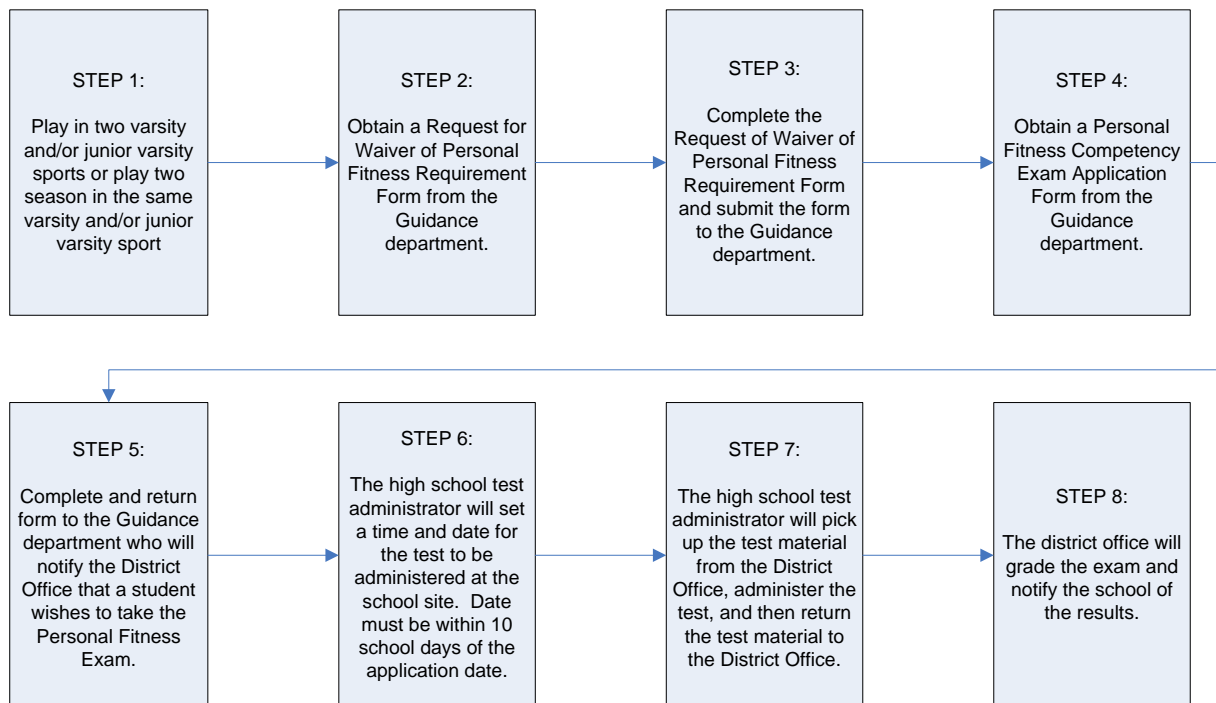 STEP 1:
Play in two varsity
and/or junior varsity
sports or play two
season in the same
varsity and/or junior
varsity sport
STEP 2:
Obtain a Request for
Waiver of Personal
Fitness Requirement
Form from the
Guidance
department.
STEP 3:
Complete the
Request of Waiver of
Personal Fitness
Requirement Form
and submit the form
to the Guidance
department.
STEP 4:
Obtain a Personal
Fitness Competency
Exam Application
Form from the
Guidance
department.
STEP 5:
Complete and return
form to the Guidance
department who will
notify the District
Office that a student
wishes to take the
Personal Fitness
Exam.
STEP 6:
The high school test
administrator will set
a time and date for
the test to be
administered at the
school site.  Date
must be within 10
school days of the
application date.
STEP 7:
The high school test
administrator will pick
up the test material
from the District
Office, administer the
test, and then return
the test material to
the District Office.
STEP 8:
The district office will
grade the exam and
notify the school of
the results.